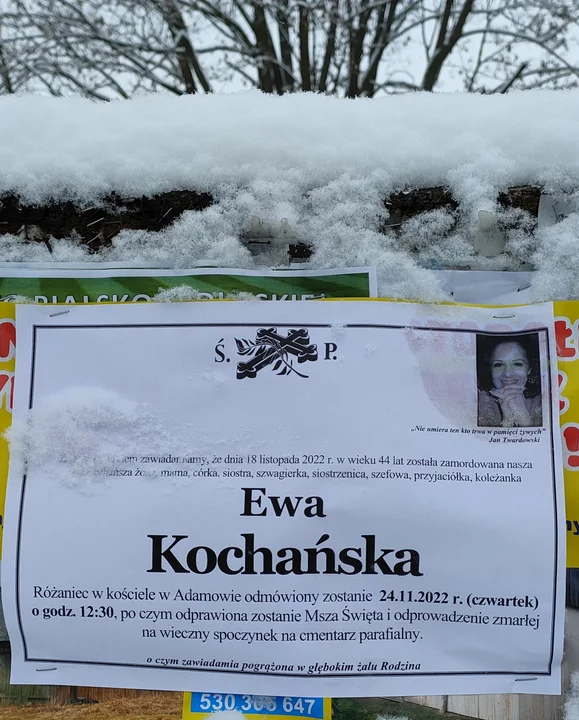 Ś. P.
„Nie umiera ten kto trwa w pamięci żywych”
Jan Twardowski
że dnia 18 listopada 2022 r. w wieku 44 lat została zamordowana nasza
mama, córka, siostra, szwagierka, siostrzenica, szefowa, przyjaciółka, koleżanka
Ewa
Kochańska
Różaniec w kościele w Adamowie odmówiony zostanie 24.11.2022 r. (czwartek)
o godz. 12:30, po czym odprawiona zostanie Msza Święta i odprowadzenie zmarłej
na wieczny spoczynek na cmentarz parafialny.
o czym zawiadamia pogrążona w głębokim żalu Rodzina
530 306 647